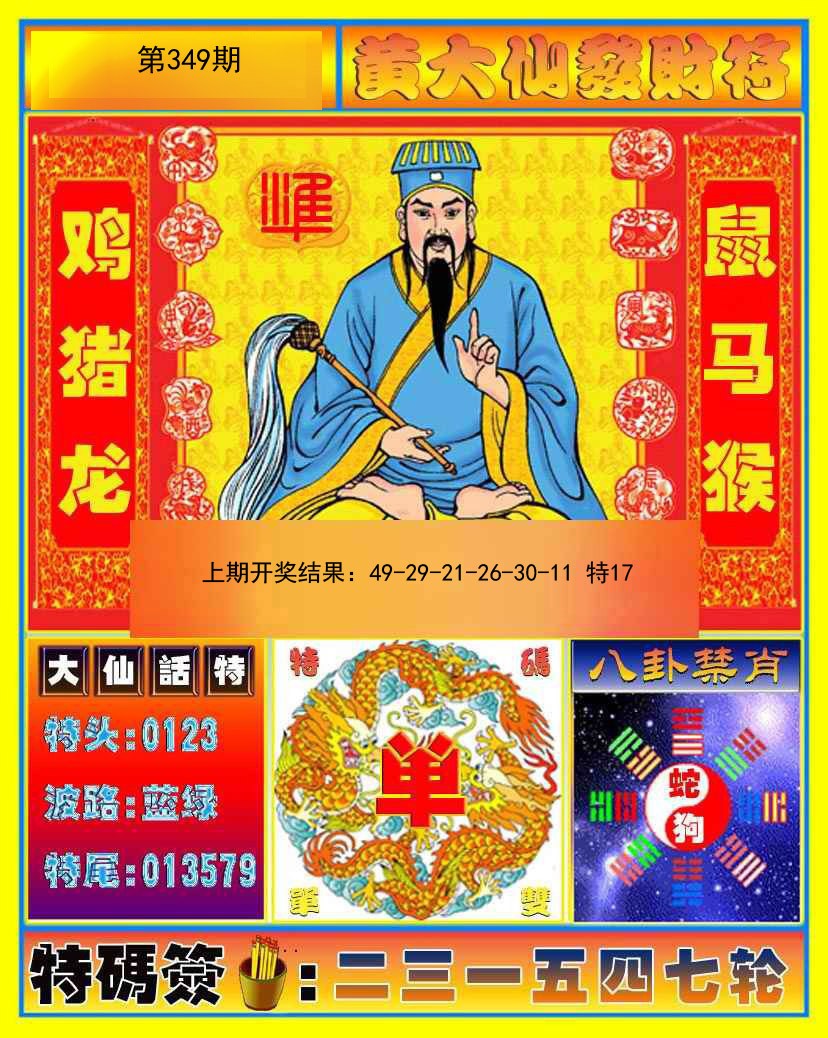 第349期
黄大仙發財符
鸡猪龙
準
鼠马猴
上期开奖结果：49-29-21-26-30-11 特17
大仙話特
特头:0123
波路:蓝绿
特尾:013579
特 碼
单
單 雙
八卦禁肖
蛇
狗
特碼簽:二三一五四七轮